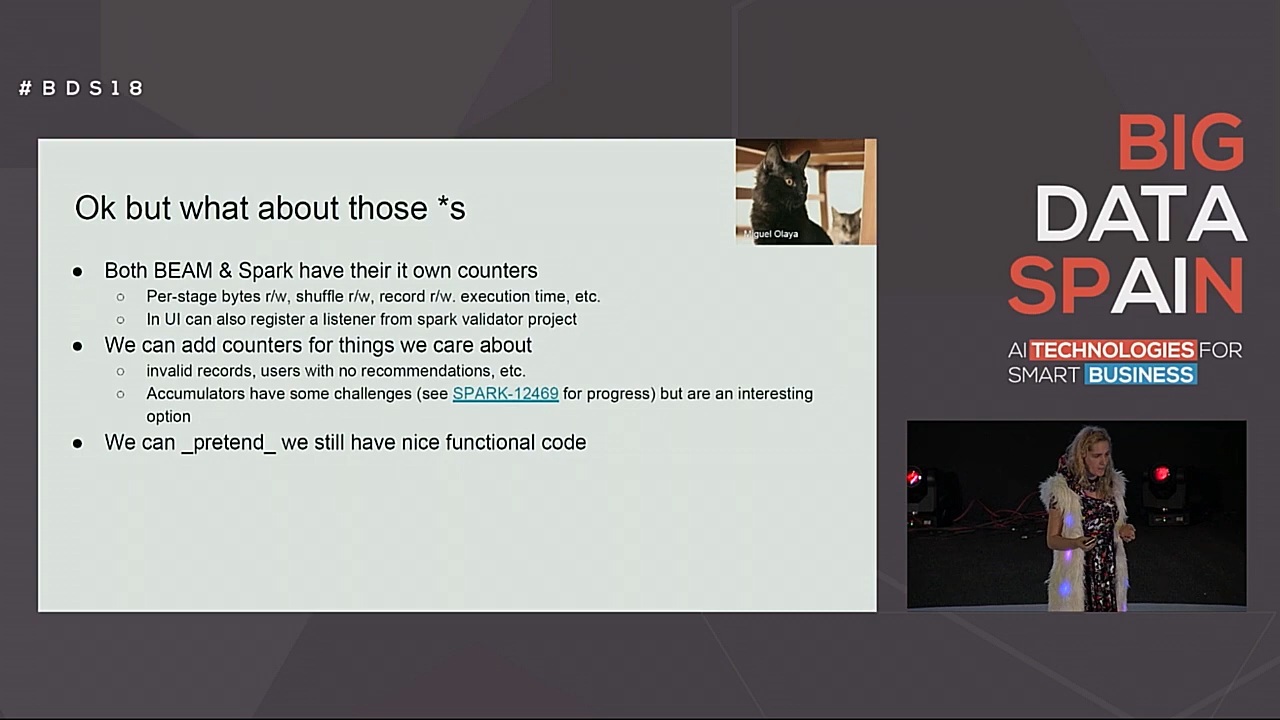 #BDS18
Ok but what about those *s
Miguel Olaya
● Both BEAM & Spark have their it own counters
○ Per-stage bytes r/w, shuffle r/w, record r/w. execution time, etc.
○ In UI can also register a listener from spark validator project
● We can add counters for things we care about
○ invalid records, users with no recommendations, etc.
○ Accumulators have some challenges (see SPARK-12469 for progress) but are an interesting
option
● We can _pretend_ we still have nice functional code
BIG
DATA
SPAIN
AI TECHNOLOGIES FOR
SMART BUSINESS